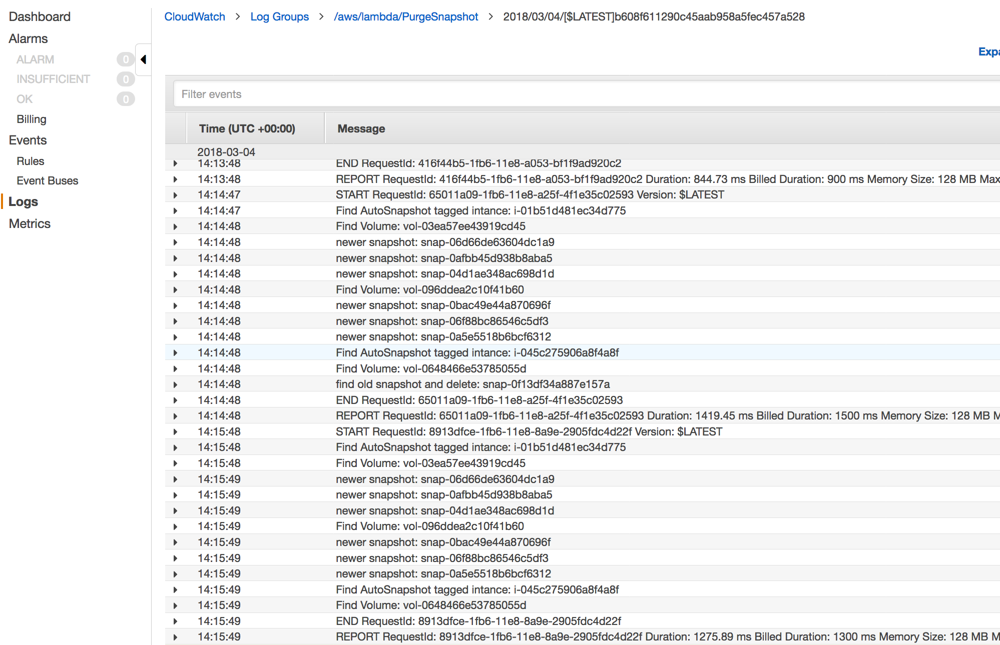 Dashboard
Alarms
ALARM 0
INSUFFICIENT 0
OK 0
Billing
Events
Rules
Event Buses
Logs
Metrics
CloudWatch > Log Groups > /aws/lambda/PurgeSnapshot > 2018/03/04/[$LATEST]b608f611290c45aab958a5fec457a528
Expa
Filter events
Time (UTC +00:00) Message
2018-03-04
14:13:48 END RequestId: 416f44b5-1fb6-11e8-a053-bf1f9ad920c2
14:13:48 REPORT RequestId: 416f44b5-1fb6-11e8-a053-bf1f9ad920c2 Duration: 844.73 ms Billed Duration: 900 ms Memory Size: 128 MB Max
14:14:47 START RequestId: 65011a09-1fb6-11e8-a25f-4f1e35c02593 Version: $LATEST
14:14:47 Find AutoSnapshot tagged intance: i-01b51d481ec34d775
14:14:48 Find Volume: vol-03ea57ee43919cd45
14:14:48 newer snapshot: snap-06d66de63604dc1a9
14:14:48 newer snapshot: snap-0afbb45d938b8aba5
14:14:48 newer snapshot: snap-04d1ae348ac698d1d
14:14:48 Find Volume: vol-096ddea2c10f41b60
14:14:48 newer snapshot: snap-0bac49e44a870696f
14:14:48 newer snapshot: snap-06f88bc86546c5df3
14:14:48 newer snapshot: snap-0a5e5518b6bcf6312
14:14:48 Find AutoSnapshot tagged intance: i-045c275906a8f4a8f
14:14:48 Find Volume: vol-0648466e53785055d
14:14:48 find old snapshot and delete: snap-0f13df34a887e157a
14:14:48 END RequestId: 65011a09-1fb6-11e8-a25f-4f1e35c02593
14:14:48 REPORT RequestId: 65011a09-1fb6-11e8-a25f-4f1e35c02593 Duration: 1419.45 ms Billed Duration: 1500 ms Memory Size: 128 MB M
14:15:48 START RequestId: 8913dfce-1fb6-11e8-8a9e-2905fdc4d22f Version: $LATEST
14:15:48 Find AutoSnapshot tagged intance: i-01b51d481ec34d775
14:15:48 Find Volume: vol-03ea57ee43919cd45
14:15:49 newer snapshot: snap-06d66de63604dc1a9
14:15:49 newer snapshot: snap-0afbb45d938b8aba5
14:15:49 newer snapshot: snap-04d1ae348ac698d1d
14:15:49 Find Volume: vol-096ddea2c10f41b60
14:15:49 newer snapshot: snap-0bac49e44a870696f
14:15:49 newer snapshot: snap-06f88bc86546c5df3
14:15:49 newer snapshot: snap-0a5e5518b6bcf6312
14:15:49 Find AutoSnapshot tagged intance: i-045c275906a8f4a8f
14:15:49 Find Volume: vol-0648466e53785055d
14:15:49 END RequestId: 8913dfce-1fb6-11e8-8a9e-2905fdc4d22f
14:15:49 REPORT RequestId: 8913dfce-1fb6-11e8-8a9e-2905fdc4d22f Duration: 1275.89 ms Billed Duration: 1300 ms Memory Size: 128 MB M